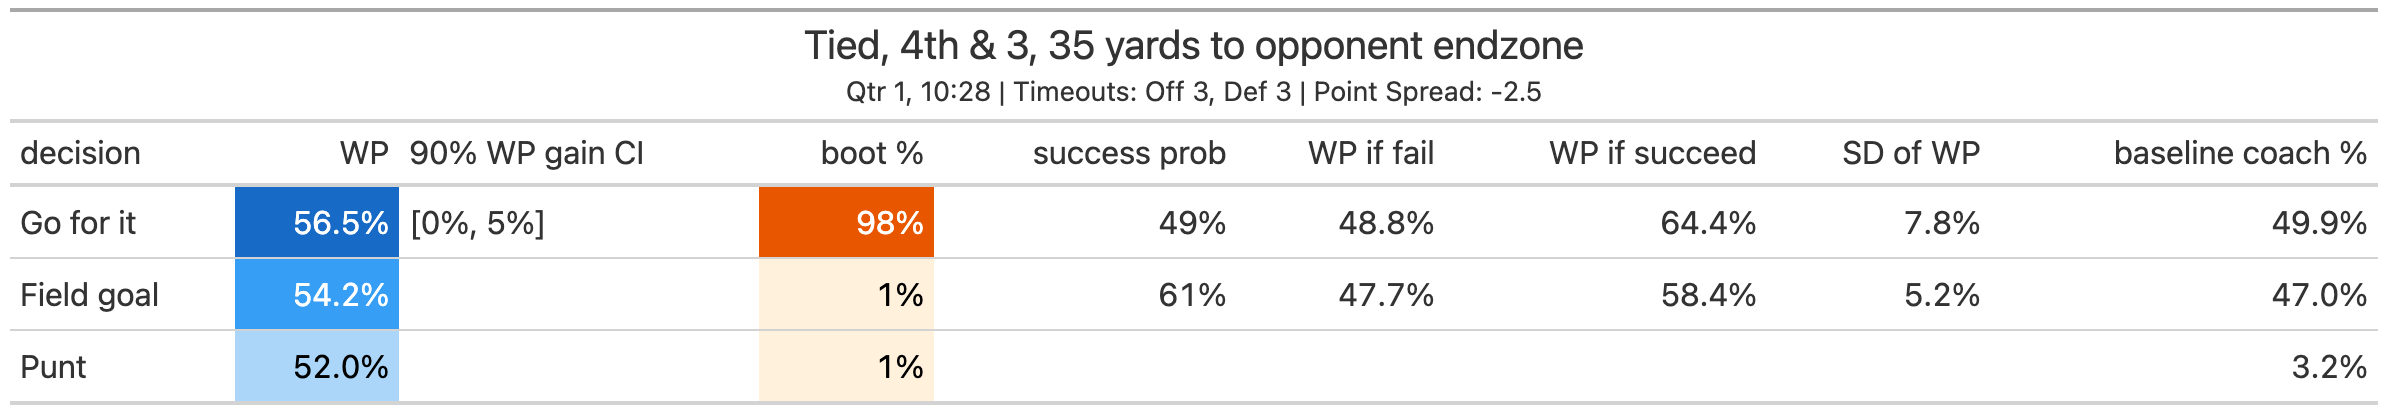 Tied, 4th & 3, 35 yards to opponent endzone
Qtr 1, 10:28 | Timeouts: Off 3, Def 3 | Point Spread: -2.5
decision WP 90% WP gain CI boot % success prob WP if fail WP if succeed SD of WP baseline coach %
Go for it 56.5% [0%, 5%] 98% 49% 48.8% 64.4% 7.8% 49.9%
Field goal 54.2% 1% 61% 47.7% 58.4% 5.2% 47.0%
Punt 52.0% 1% 3.2%